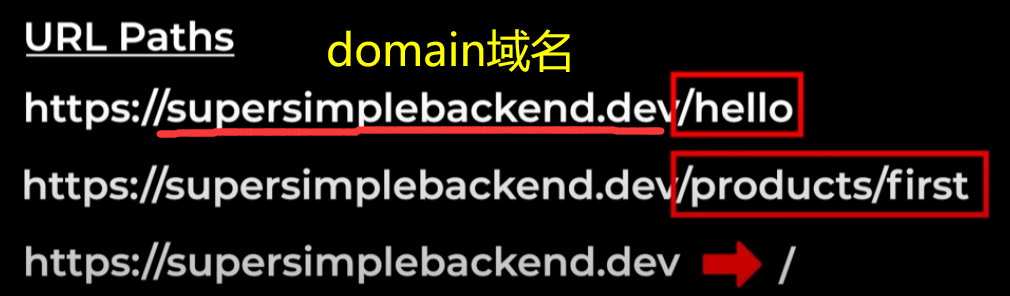 URL Paths
domain域名
https://supersimplebackend.dev/hello
https://supersimplebackend.dev/products/first
https://supersimplebackend.dev /